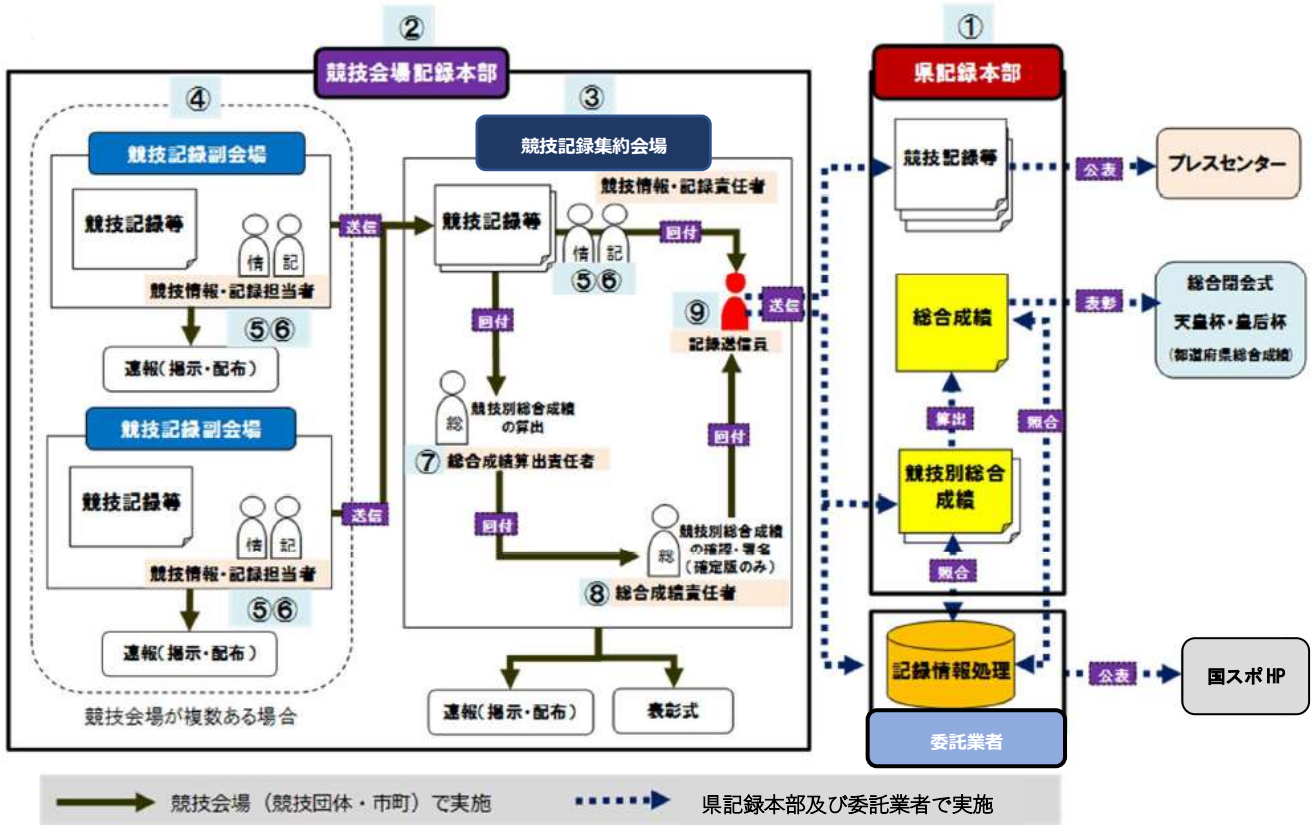 ②
競技会場記録本部
①
県記録本部
④
競技記録副会場
競技記録等
情 記
競技情報・記録担当者
⑤⑥
速報(掲示・配布)
送信
競技記録副会場
競技記録等
情 記
競技情報・記録担当者
⑤⑥
速報(掲示・配布)
送信
競技会場が複数ある場合
③
競技記録集約会場
競技情報・記録責任者
競技記録等
情 記
⑤⑥
回付
回付
⑨
記録送信員
送信
総
競技別総合成績
の算出
⑦ 総合成績算出責任者
回付
回付
総
競技別総合成績
の確認・署名
(確定版のみ)
⑧ 総合成績責任者
速報(掲示・配布)
表彰式
競技記録等
公表
プレスセンター
総合成績
表彰
総合閉会式
天皇杯・皇后杯
(都道府県総合成績)
算出
照合
競技別総合
成績
照合
記録情報処理
委託業者
公表
国スポHP
競技会場(競技団体・市町)で実施
県記録本部及び委託業者で実施